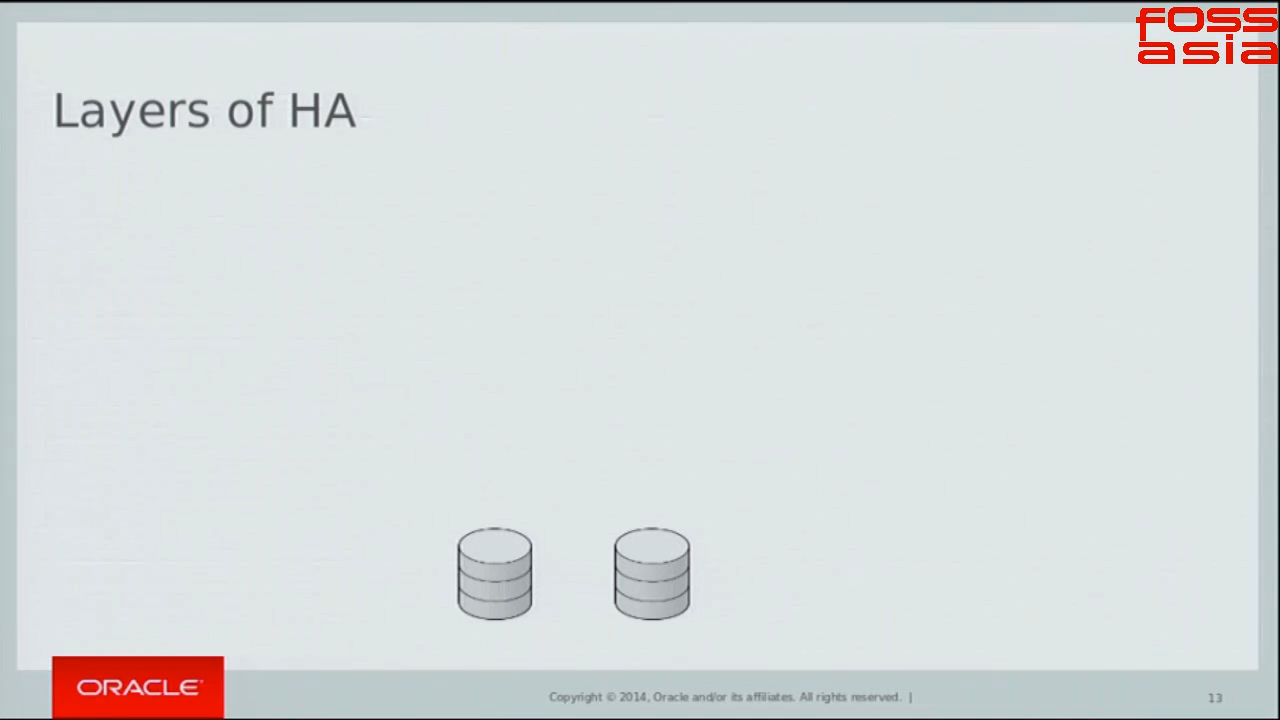 foss
asia
Layers of HA
ORACLE
Copyright © 2014, Oracle and/or its affiliates. All rights reserved. |
13